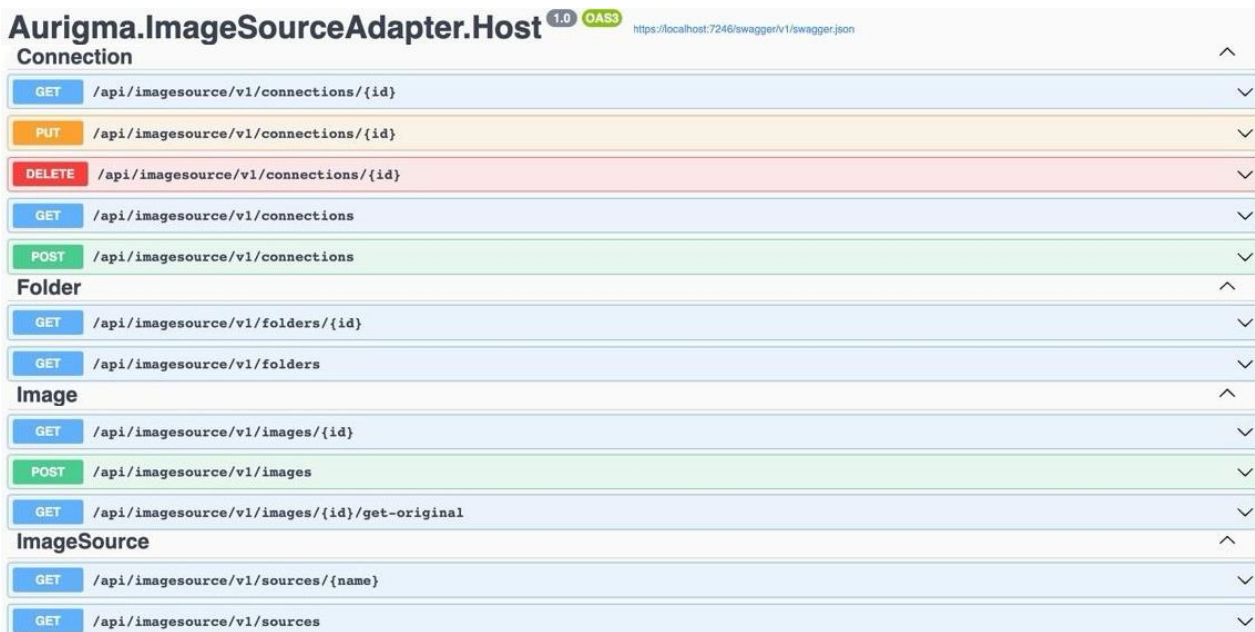 Aurigma.ImageSourceAdapter.Host 1.0 OAS3 https://localhost:7246/swagger/v1/swagger.json
Connection
GET /api/imagesource/v1/connections/{id}
PUT /api/imagesource/v1/connections/{id}
DELETE /api/imagesource/v1/connections/{id}
GET /api/imagesource/v1/connections
POST /api/imagesource/v1/connections
Folder
GET /api/imagesource/v1/folders/{id}
GET /api/imagesource/v1/folders
Image
GET /api/imagesource/v1/images/{id}
POST /api/imagesource/v1/images
GET /api/imagesource/v1/images/{id}/get-original
ImageSource
GET /api/imagesource/v1/sources/{name}
GET /api/imagesource/v1/sources